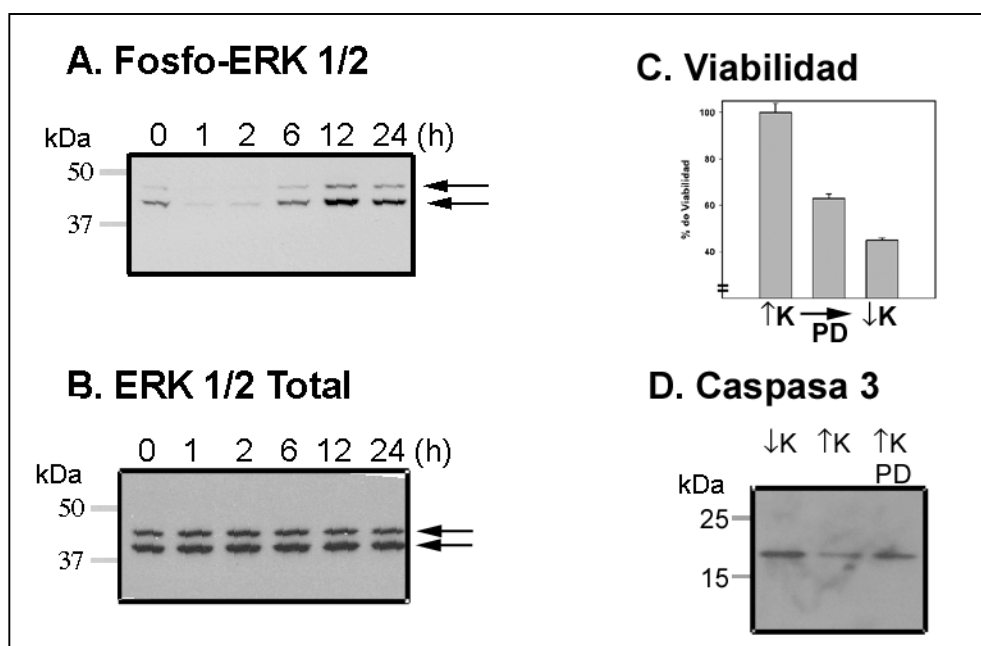 A. Fosfo-ERK 1/2
kDa
0 1 2 6 12 24 (h)
50
37
B. ERK 1/2 Total
0 1 2 6 12 24 (h)
kDa
50
37
C. Viabilidad
% do Viabilidad
100
80
60
40
↑K → ↓K
PD
D. Caspasa 3
↓K ↑K ↑K
PD
kDa
25
15